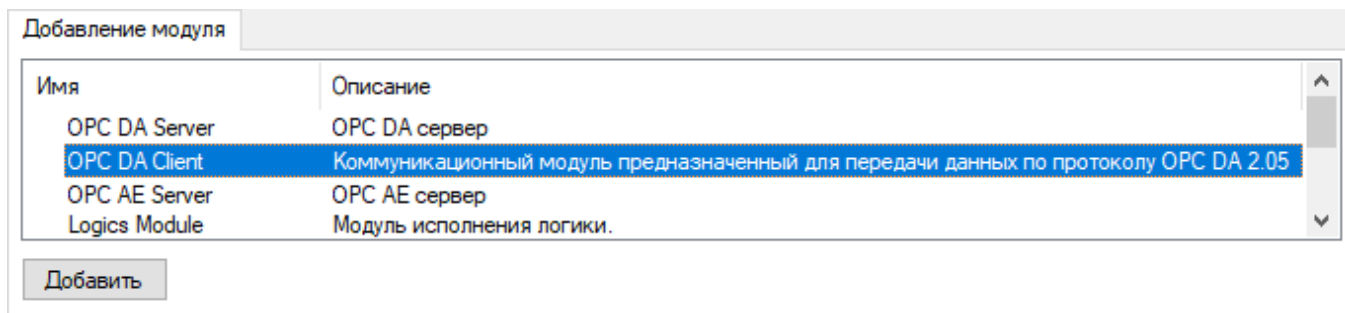 Добавление модуля
Имя Описание
OPC DA Server OPC DA сервер
OPC DA Client Коммуникационный модуль предназначенный для передачи данных по протоколу OPC DA 2.05
OPC AE Server OPC AE сервер
Logics Module Модуль исполнения логики.
Добавить